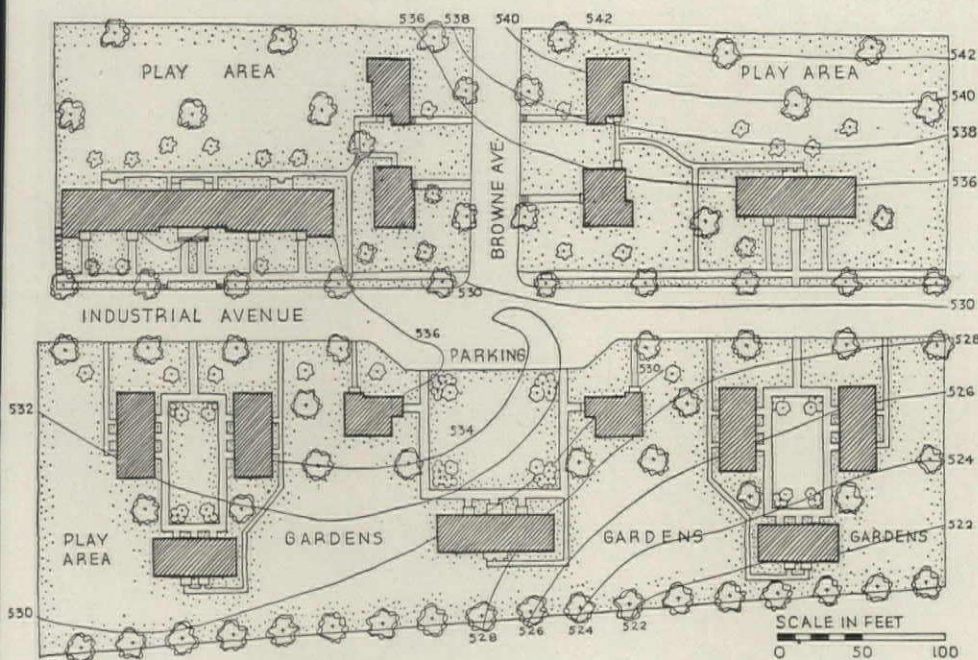 536 538 540 542
PLAY AREA
PLAY AREA
542
540
538
536
BROWNE AVE.
530
530
INDUSTRIAL AVENUE
536
PARKING
528
530
526
532
534
524
PLAY
AREA
GARDENS
GARDENS
GARDENS
522
530
528 526 524 522
SCALE IN FEET
0 50 100